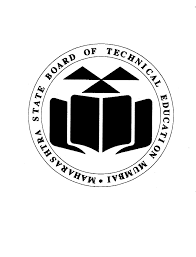 MAHARASHTRA STATE BOARD OF TECHNICAL EDUCATION MUMBAI